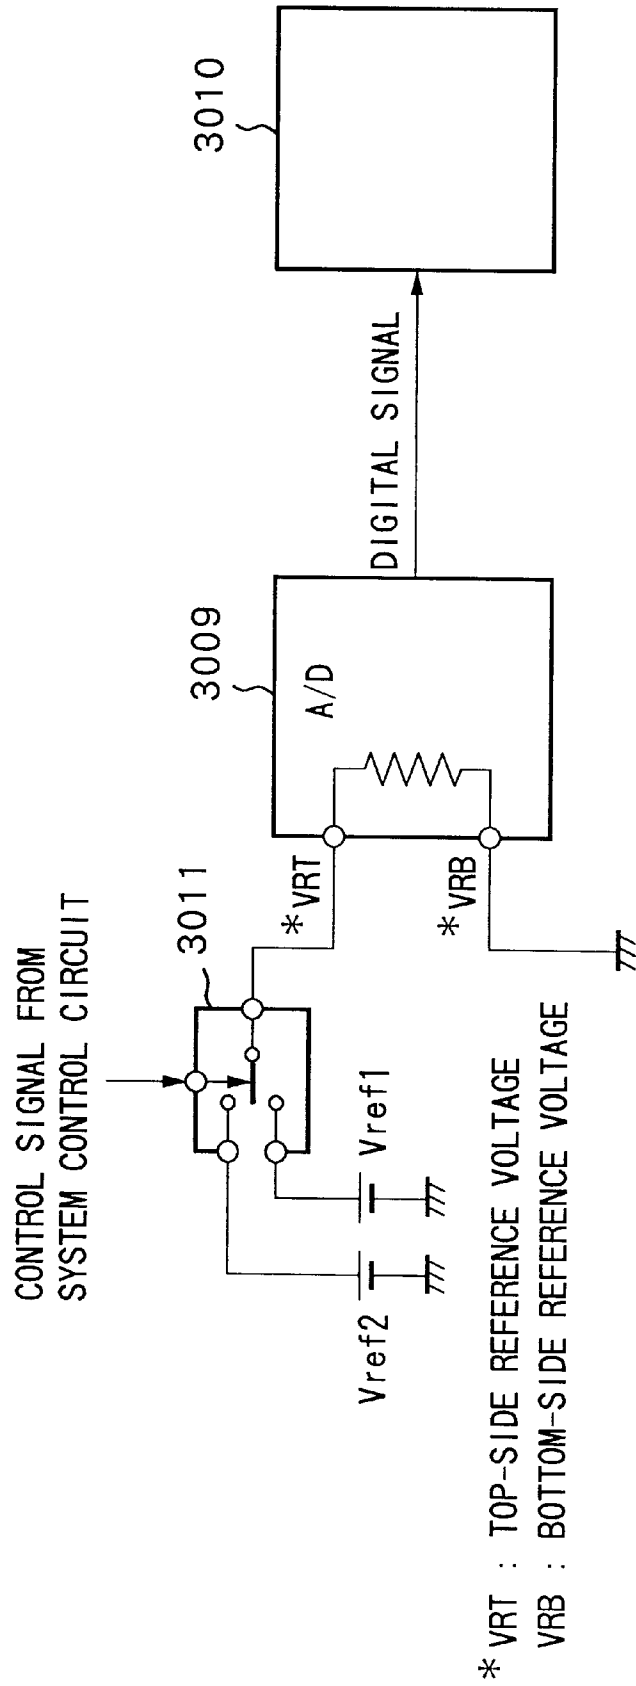 CONTROL SIGNAL FROM
SYSTEM CONTROL CIRCUIT
3011
3009
3010
A/D
*VRT
*VRB
DIGITAL SIGNAL
Vref2
Vref1
*VRT : TOP-SIDE REFERENCE VOLTAGE
VRB : BOTTOM-SIDE REFERENCE VOLTAGE